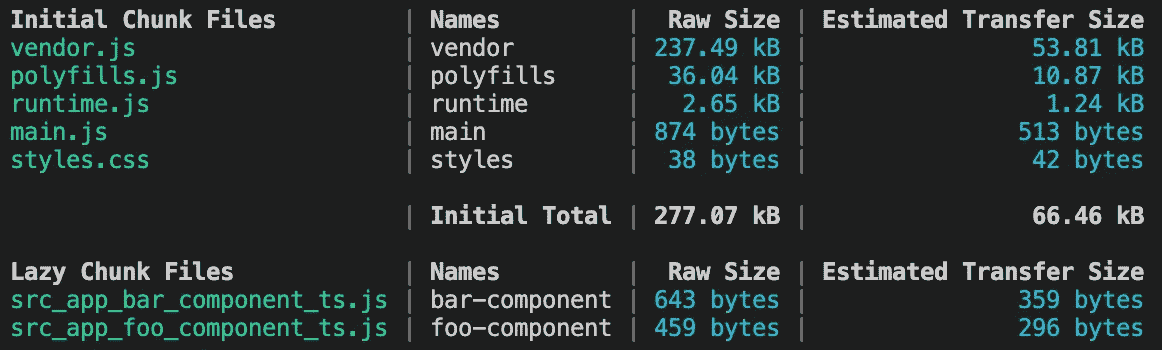 Initial Chunk Files | Names | Raw Size | Estimated Transfer Size
vendor.js | vendor | 237.49 kB | 53.81 kB
polyfills.js | polyfills | 36.04 kB | 10.87 kB
runtime.js | runtime | 2.65 kB | 1.24 kB
main.js | main | 874 bytes | 513 bytes
styles.css | styles | 38 bytes | 42 bytes
| Initial Total | 277.07 kB | 66.46 kB
Lazy Chunk Files | Names | Raw Size | Estimated Transfer Size
src_app_bar_component_ts.js | bar-component | 643 bytes | 359 bytes
src_app_foo_component_ts.js | foo-component | 459 bytes | 296 bytes